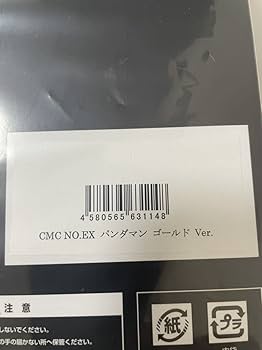 4 580565 631148
CMC NO.EX パンダマン ゴールド Ver.
注 意
しないでください。
の手の届かない所へ保管ください。
紙
プラ